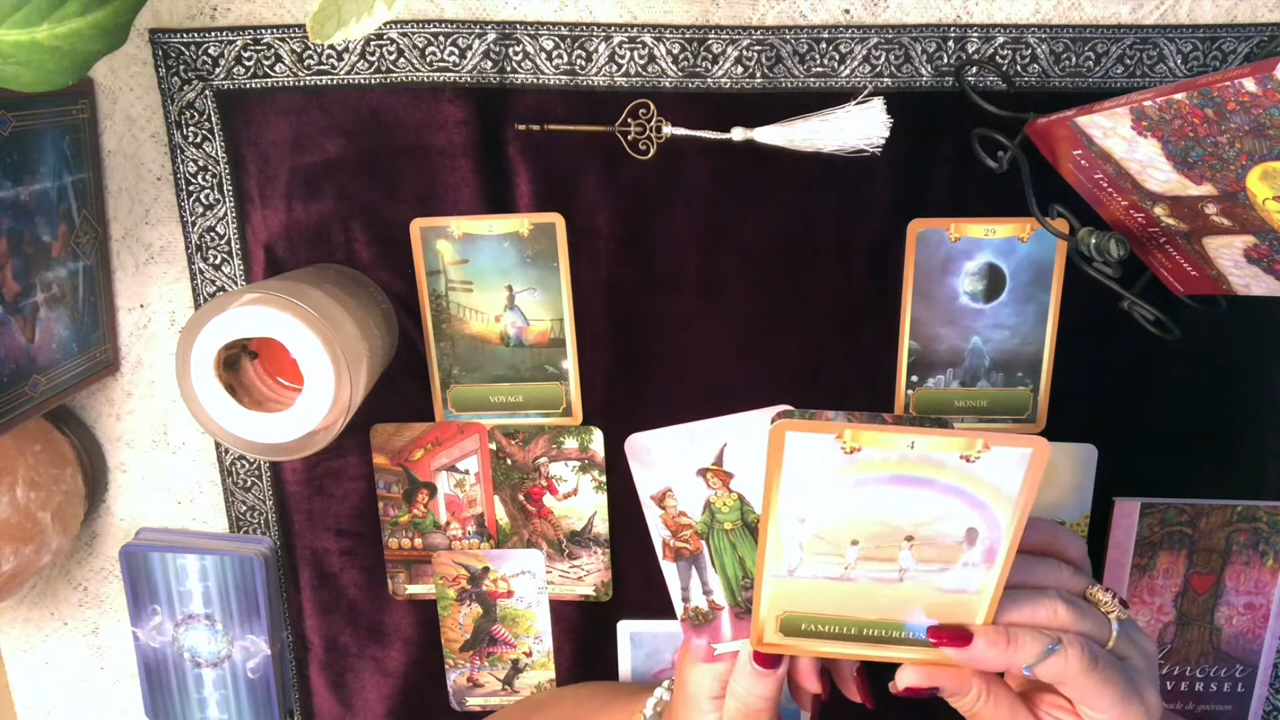 2
VOYAGE
29
MONDE
Le Tarot de l'Amour
4
FAMILLE HEUREUS
Amour
VERSEL
Oracle de guérison